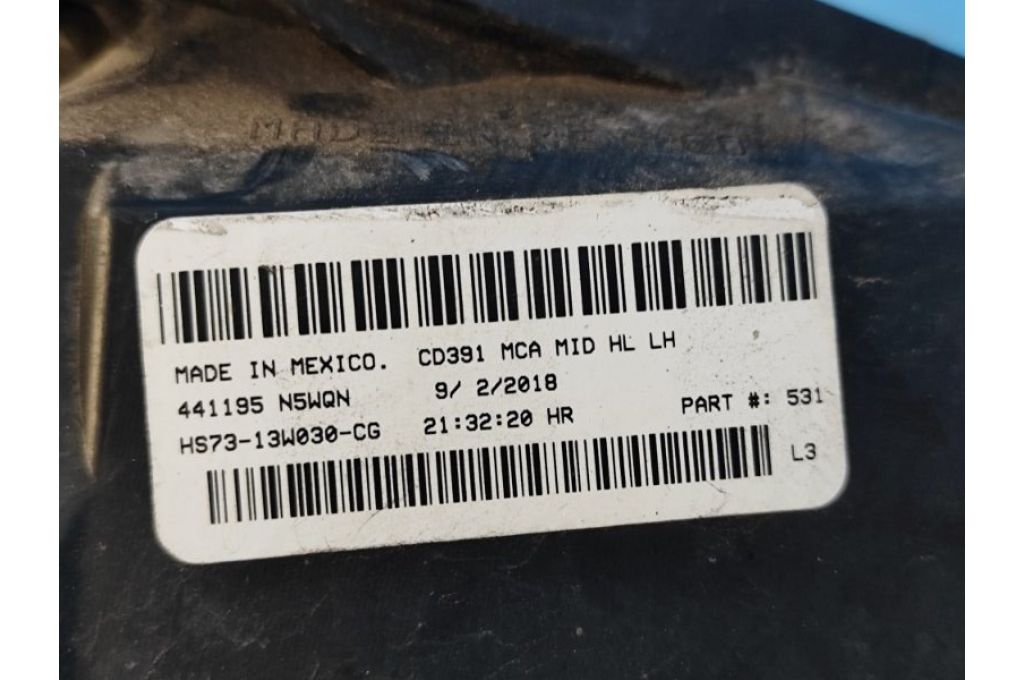 MADE
MADE IN MEXICO. CD391 MCA MID HL LH
441195 N5WQN 9/ 2/2018
HS73-13W030-CG 21:32:20 HR PART #: 531
L3